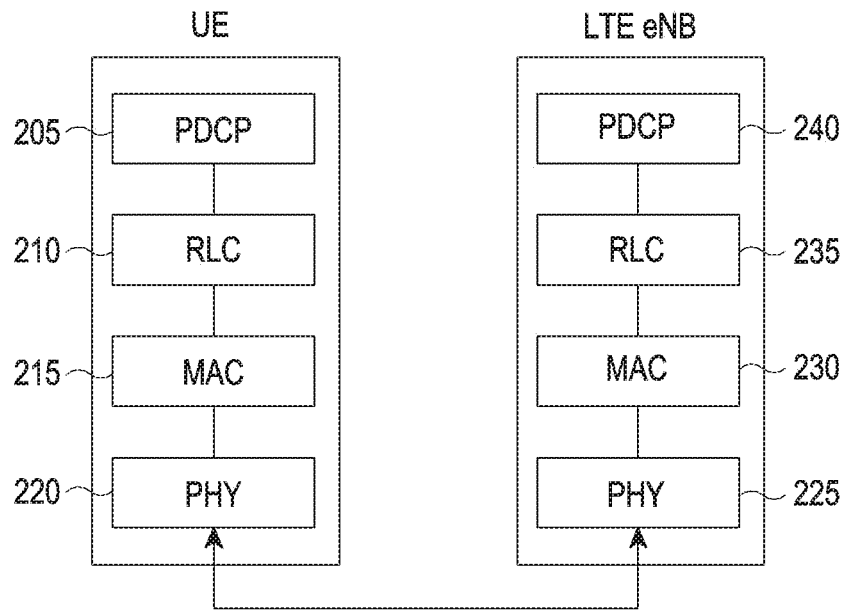 UE
LTE eNB
205 PDCP
PDCP 240
210 RLC
RLC 235
215 MAC
MAC 230
220 PHY
PHY 225